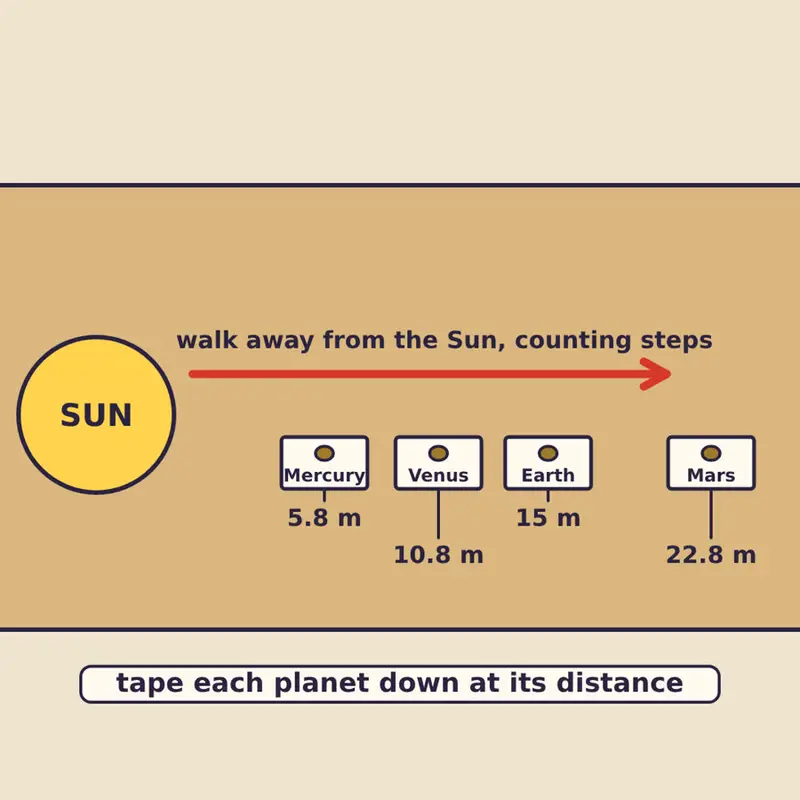 walk away from the Sun, counting steps
SUN
Mercury
Venus
Earth
Mars
5.8 m
10.8 m
15 m
22.8 m
tape each planet down at its distance